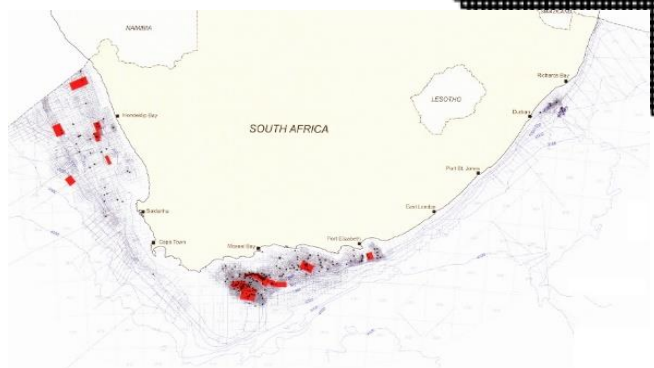 NAMIBIA
Richards Bay
LESOTHO
Durban
Hondeklip Bay
SOUTH AFRICA
Port St. Johns
East London
Saldanha
Cape Town
Mossel Bay
Port Elizabeth